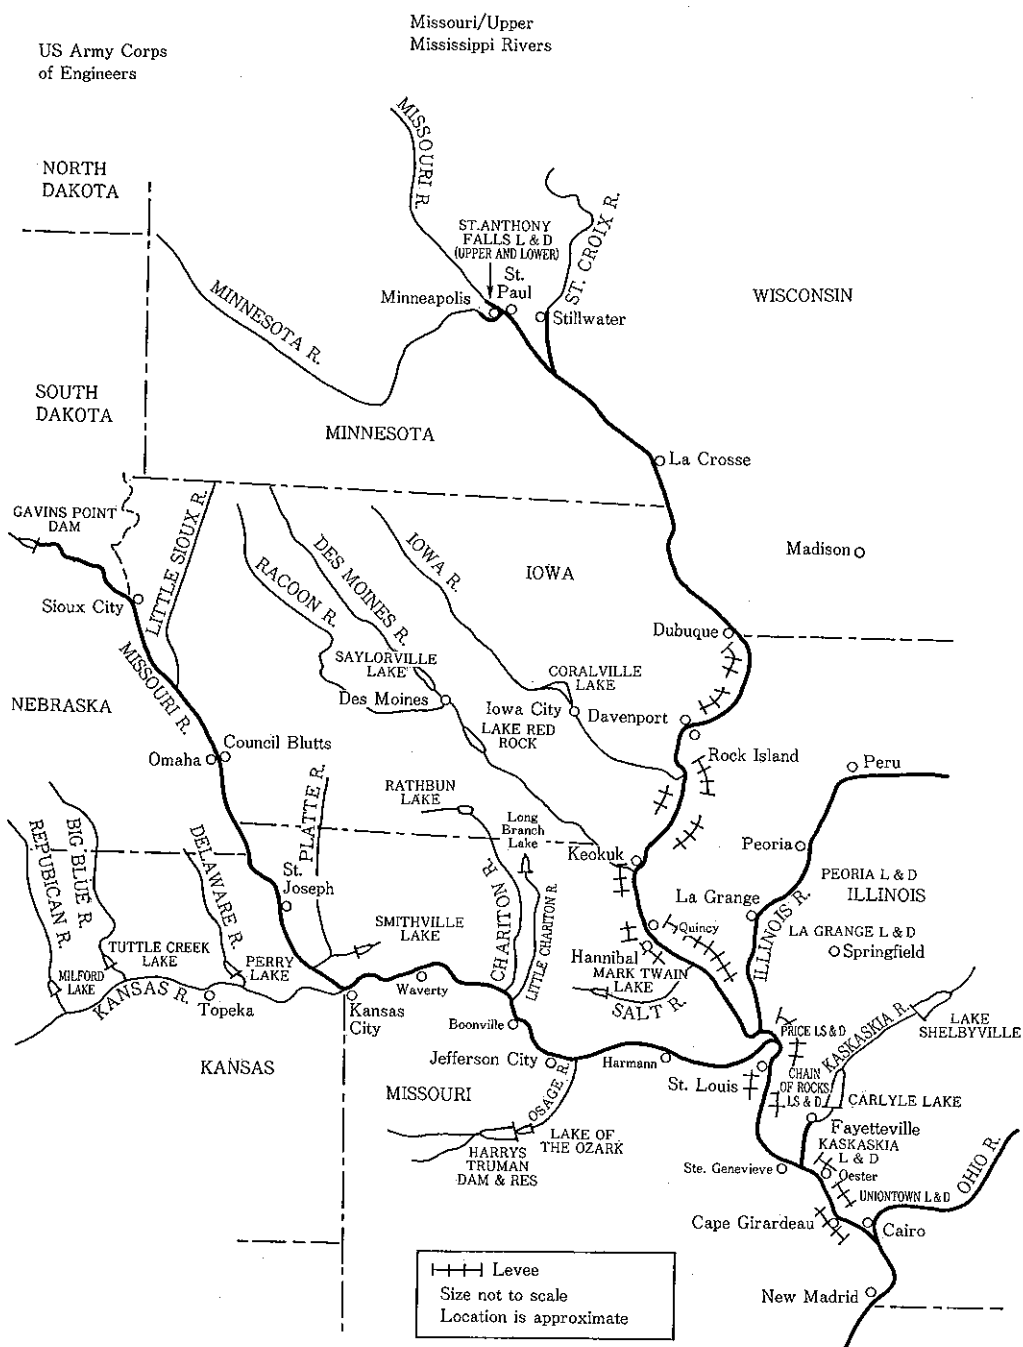 Missouri/Upper
Mississippi Rivers
US Army Corps
of Engineers
MISSOURI R.
NORTH
DAKOTA
ST. ANTHONY
FALLS L & D
(UPPER AND LOWER)
ST. CROIX R.
St.
Paul
Minneapolis
Stillwater
WISCONSIN
MINNESOTA R.
SOUTH
DAKOTA
MINNESOTA
La Crosse
GAVINS POINT
DAM
LITTLE SIOUX R.
DES MOINES R.
IOWA R.
RACOON R.
IOWA
Madison
Sioux City
Dubuque
MISSOURI R.
SAYLORVILLE
LAKE
CORALVILLE
LAKE
NEBRASKA
Des Moines
Iowa City
Davenport
LAKE RED
ROCK
Council Blutts
Omaha
Rock Island
Peru
PLATTE R.
RATHBUN
LAKE
Long
Branch
Lake
REPUBICAN R.
BIG BLUE R.
DELAWARE R.
St.
Joseph
CHARITON R.
LITTLE CHARITON R.
Keokuk
Peoria
PEORIA L & D
ILLINOIS
La Grange
ILLINOIS R.
LA GRANGE L & D
Springfield
SMITHVILLE
LAKE
Quincy
Hannibal
MARK TWAIN
LAKE
SALT R.
TUTTLE CREEK
LAKE
PERRY
LAKE
MILFORD
LAKE
KANSAS R.
Topeka
Kansas
City
Waverty
Boonville
Jefferson City
Harmann
KANSAS
MISSOURI
OSAGE R.
St. Louis
PRICE LS & D
CHAIN
OF ROCKS
LS & D
KASKASKIA R.
LAKE
SHELBYVILLE
CARLYLE LAKE
Fayetteville
KASKASKIA
L & D
HARRYS
TRUMAN
DAM & RES
LAKE OF
THE OZARK
Ste. Genevieve
Oester
UNIONTOWN L & D
OHIO R.
Cape Girardeau
Cairo
New Madrid
Levee
Size not to scale
Location is approximate